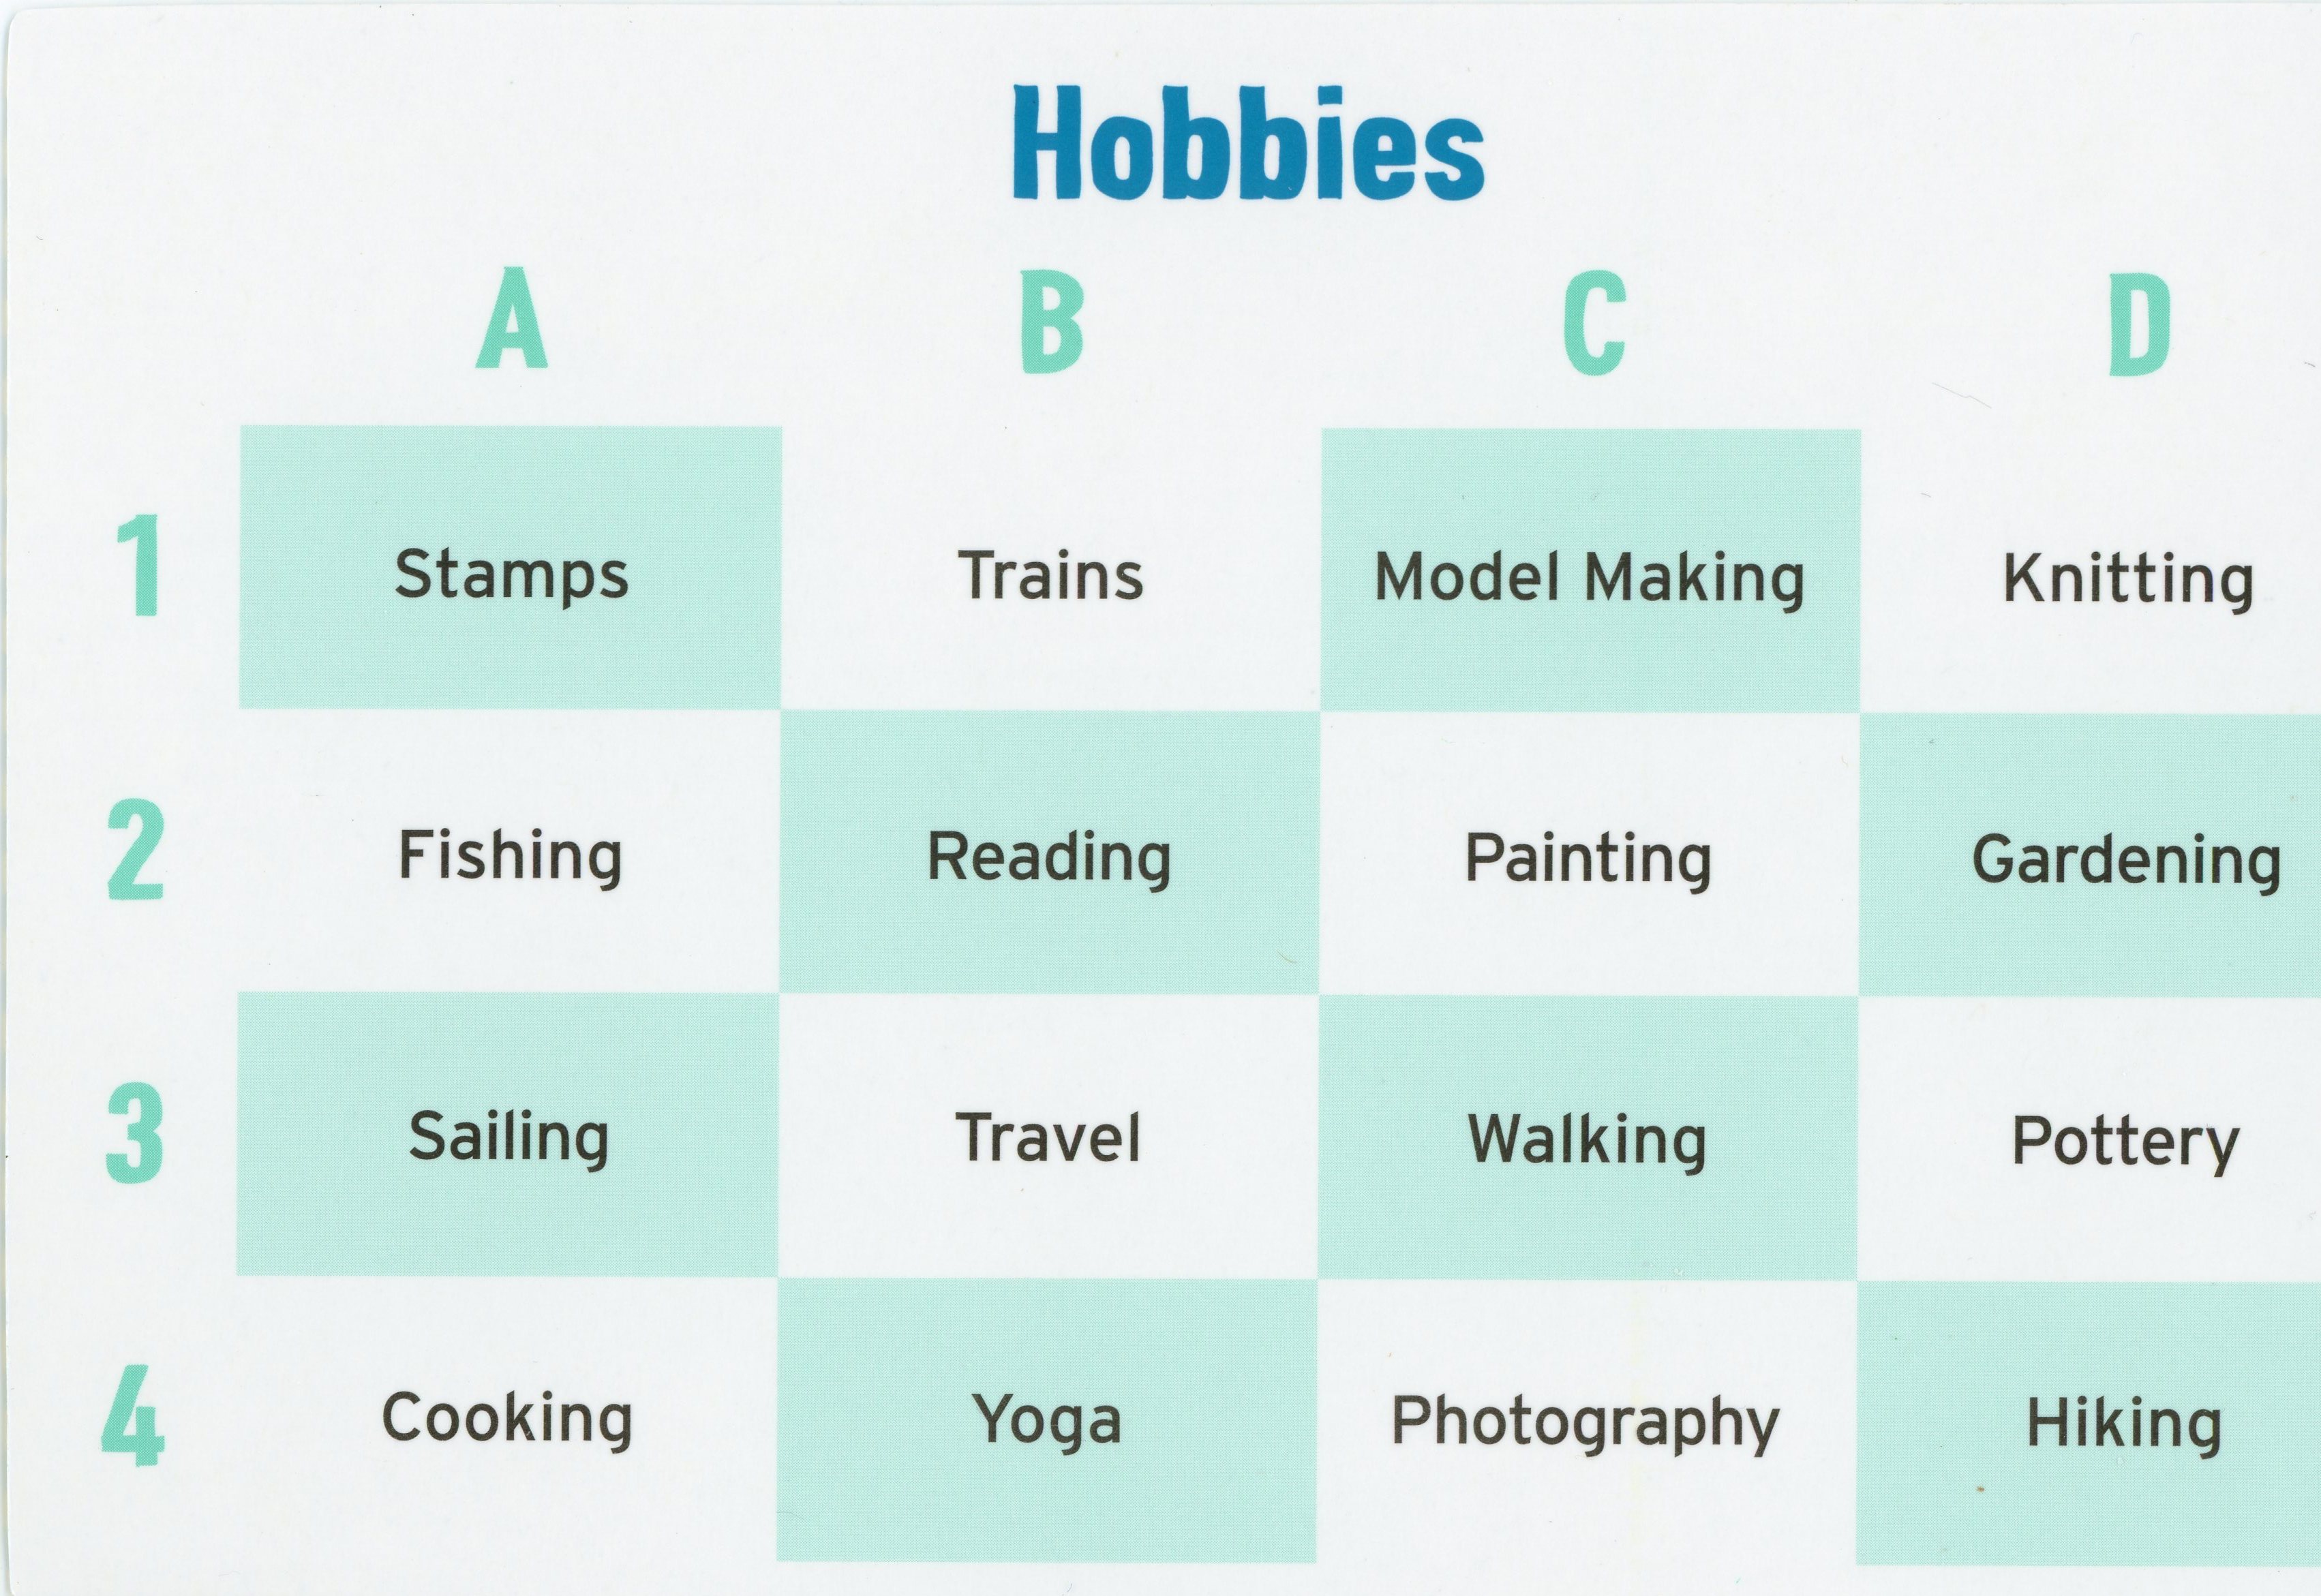 Hobbies
A B C D
1 Stamps Trains Model Making Knitting
2 Fishing Reading Painting Gardening
3 Sailing Travel Walking Pottery
4 Cooking Yoga Photography Hiking